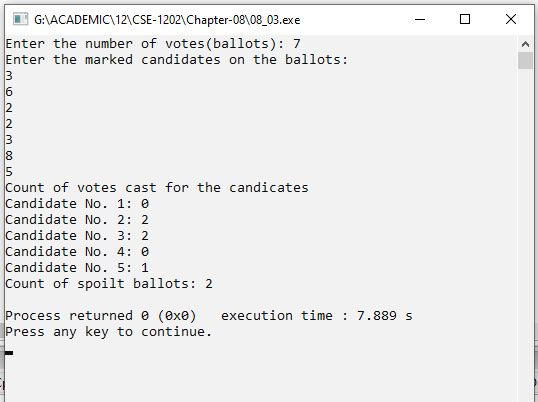 G:\ACADEMIC\12\CSE-1202\Chapter-08\08_03.exe
Enter the number of votes(ballots): 7
Enter the marked candidates on the ballots:
3
6
2
2
3
8
5
Count of votes cast for the candicates
Candidate No. 1: 0
Candidate No. 2: 2
Candidate No. 3: 2
Candidate No. 4: 0
Candidate No. 5: 1
Count of spoilt ballots: 2
Process returned 0 (0x0)   execution time : 7.889 s
Press any key to continue.